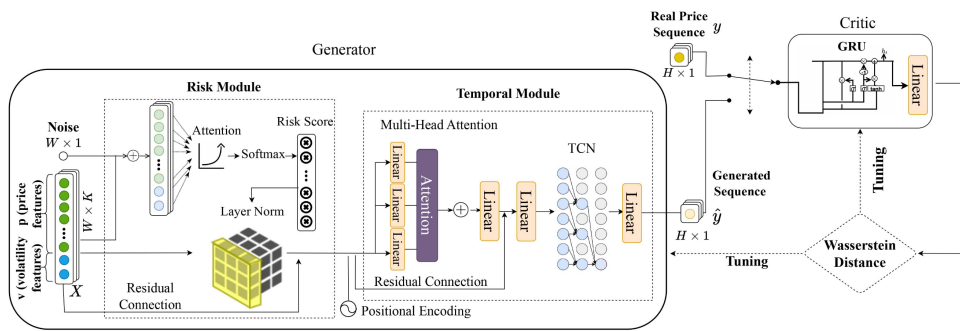 Generator
Real Price
Sequence y
H × 1
Critic
GRU
h_t
tanh
Linear
Risk Module
Temporal Module
Noise
W × 1
Attention
Softmax
Risk Score
Layer Norm
p (price
features)
v (volatility
features)
W × K
X
Residual
Connection
Multi-Head Attention
Linear
Linear
Linear
Attention
Linear
Linear
TCN
Linear
Residual Connection
Positional Encoding
Generated
Sequence
ŷ
H × 1
Tuning
Tuning
Wasserstein
Distance